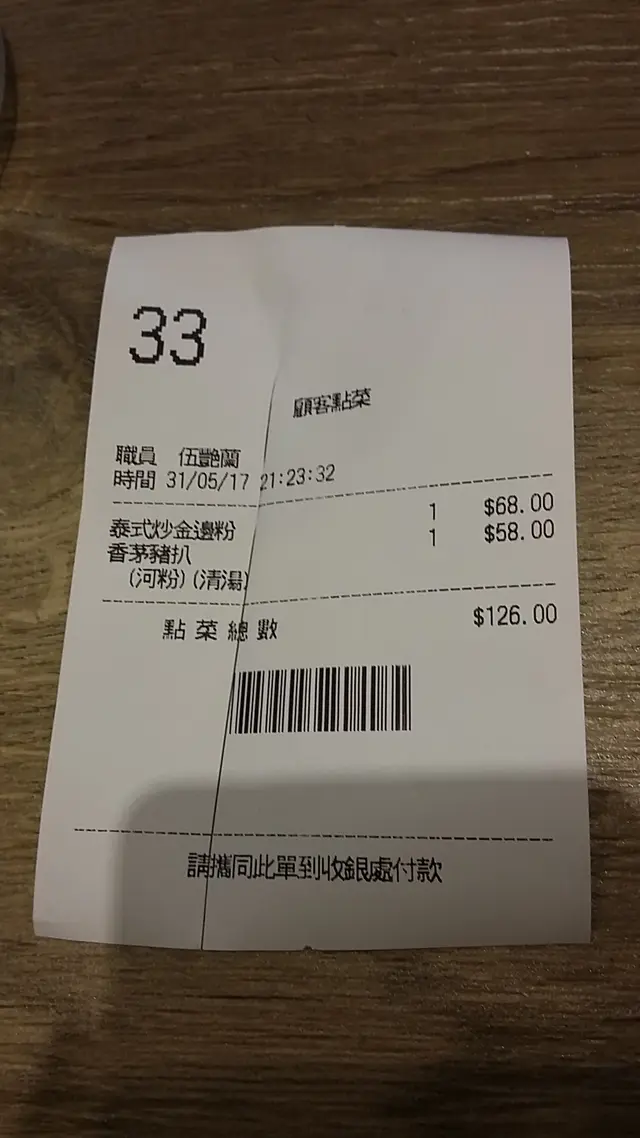 33
顧客點菜
職員 伍艷蘭
時間 31/05/17 21:23:32
泰式炒金邊粉 1 $68.00
香茅豬扒 1 $58.00
(河粉)(清湯)
點菜總數 $126.00
請攜同此單到收銀處付款